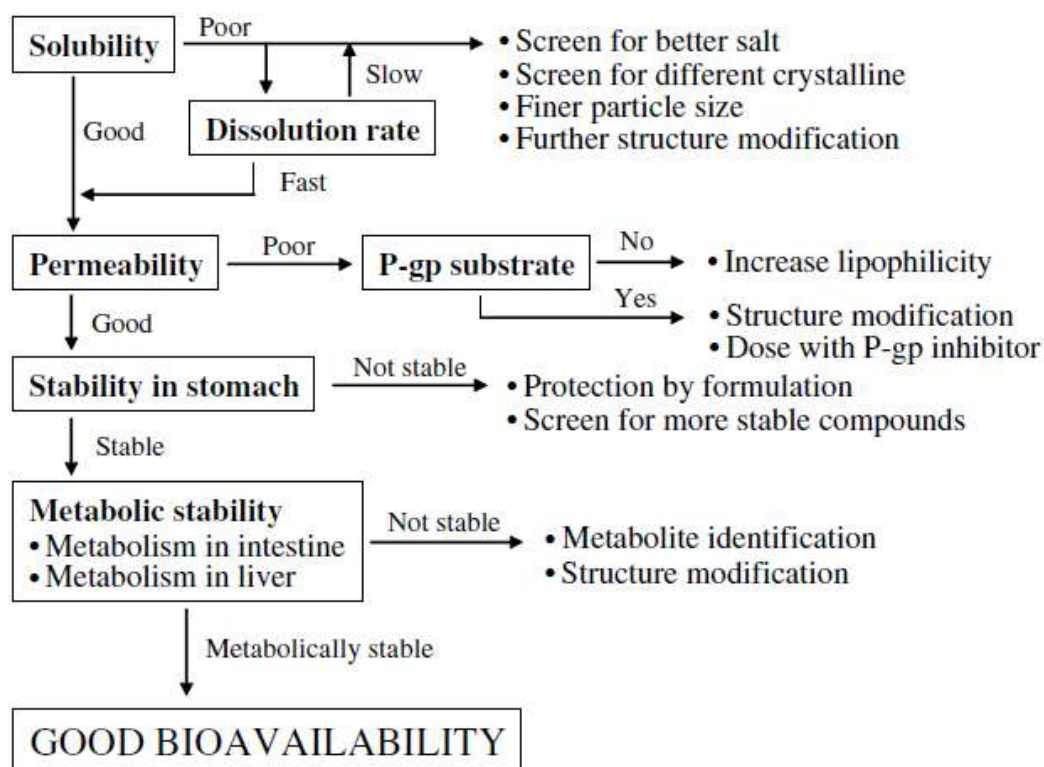 Solubility
Poor
• Screen for better salt
• Screen for different crystalline
• Finer particle size
• Further structure modification
Slow
Good
Dissolution rate
Fast
Permeability
Poor
P-gp substrate
No
• Increase lipophilicity
Yes
• Structure modification
• Dose with P-gp inhibitor
Good
Stability in stomach
Not stable
• Protection by formulation
• Screen for more stable compounds
Stable
Metabolic stability
• Metabolism in intestine
• Metabolism in liver
Not stable
• Metabolite identification
• Structure modification
Metabolically stable
GOOD BIOAVAILABILITY